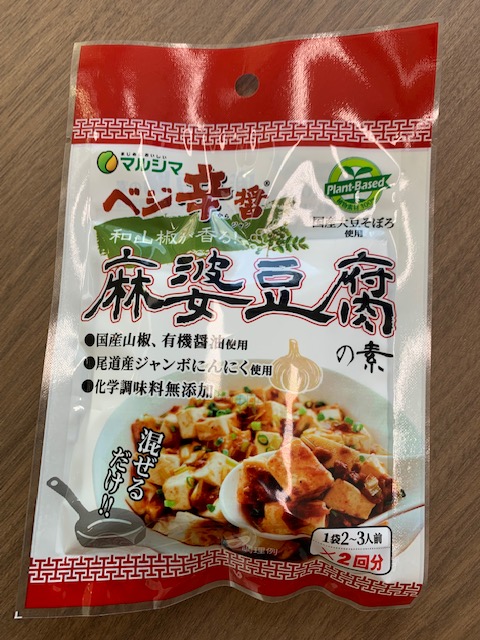 マルシマ
ベジ辛醤®
Plant-Based
国産大豆そぼろ
使用
和山椒が香る!
麻婆豆腐
の素
●国産山椒、有機醤油使用
●尾道産ジャンボにんにく使用
●化学調味料無添加
混ぜる
だけ!!
調理例
1袋2~3人前
×2回分